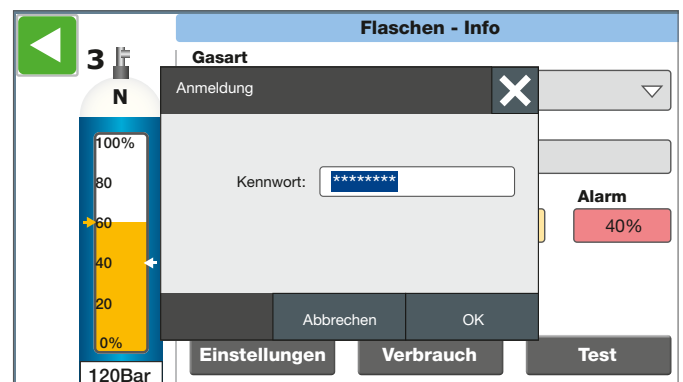 Flaschen - Info
3
Gasart
N
Anmeldung
100%
80
60
40
20
0%
Kennwort:
********
Alarm
40%
Abbrechen
OK
Einstellungen
Verbrauch
Test
120Bar